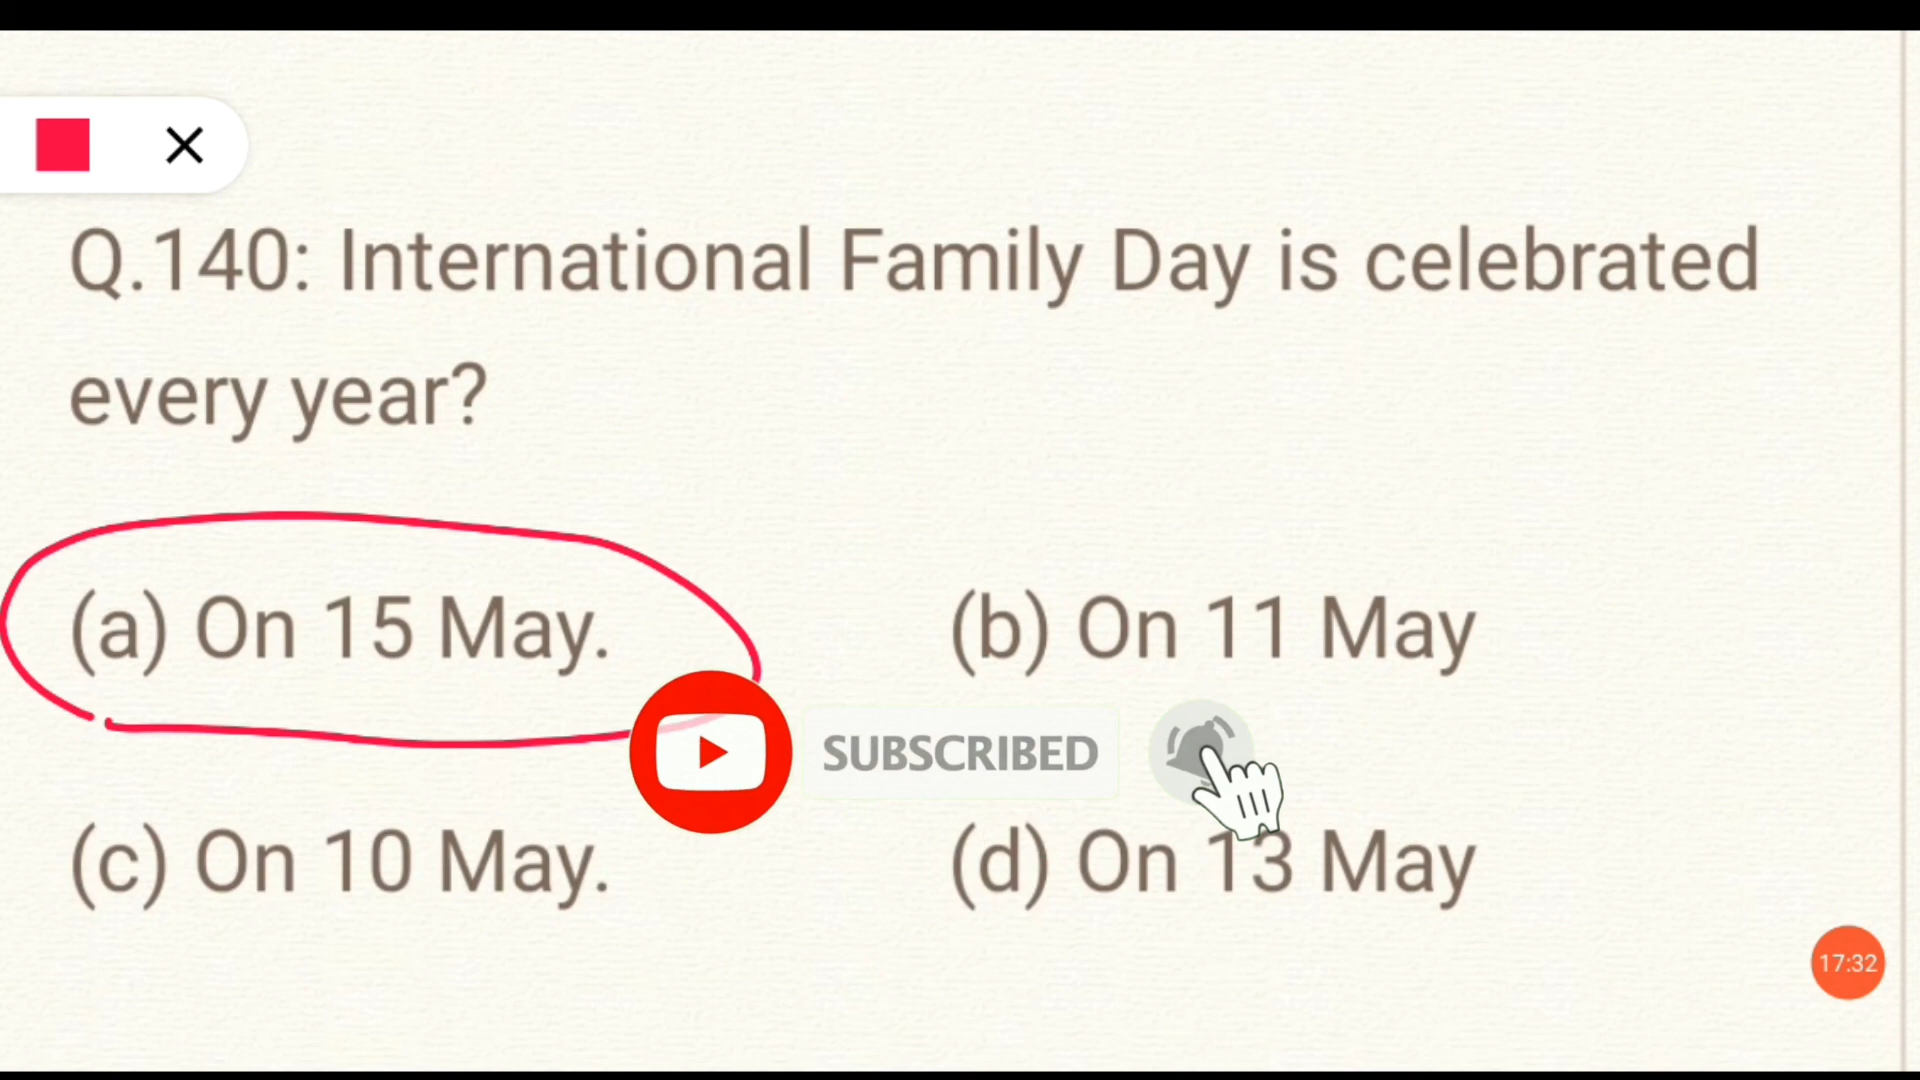 Q.140: International Family Day is celebrated
every year?
(a) On 15 May.
(b) On 11 May
SUBSCRIBED
(c) On 10 May.
(d) On 13 May
17:32